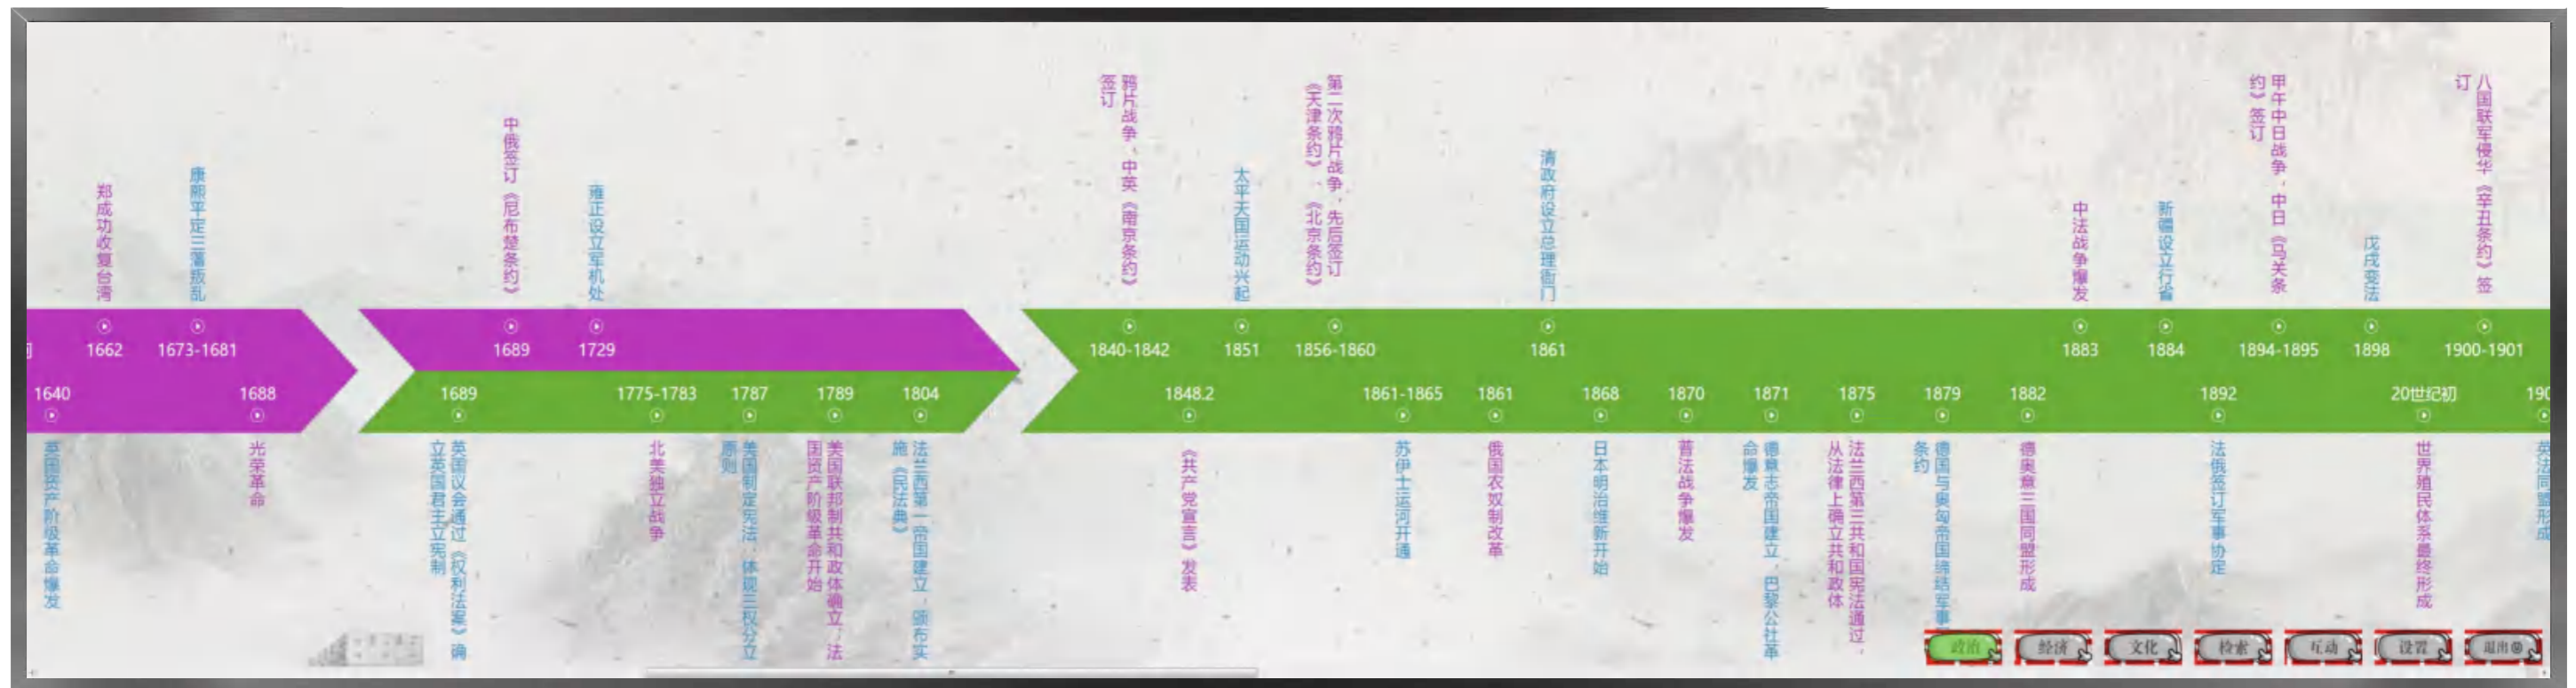 郑成功收复台湾
康熙平定三藩叛乱
中俄签订《尼布楚条约》
雍正设立军机处
鸦片战争，中英《南京条约》
签订
太平天国运动兴起
第二次鸦片战争，先后签订
《天津条约》、《北京条约》
清政府设立总理衙门
中法战争爆发
新疆设立行省
甲午中日战争，中日《马关条
约》签订
戊戌变法
八国联军侵华《辛丑条约》签
订
1662
1673-1681
1689
1729
1840-1842
1851
1856-1860
1861
1883
1884
1894-1895
1898
1900-1901
1640
1688
1689
1775-1783
1787
1789
1804
1848.2
1861-1865
1861
1868
1870
1871
1875
1879
1882
1892
20世纪初
190
英国资产阶级革命爆发
光荣革命
英国议会通过《权利法案》确
立英国君主立宪制
北美独立战争
美国制定宪法，体现三权分立
原则
美国联邦制共和政体确立；法
国资产阶级革命开始
法兰西第一帝国建立，颁布实
施《民法典》
《共产党宣言》发表
苏伊士运河开通
俄国农奴制改革
日本明治维新开始
普法战争爆发
德意志帝国建立，巴黎公社革
命爆发
法兰西第三共和国宪法通过，
从法律上确立共和政体
德国与奥匈帝国缔结军事
条约
德奥意三国同盟形成
法俄签订军事协定
世界殖民体系最终形成
英法同盟形成
政治
经济
文化
检索
互动
设置
退出